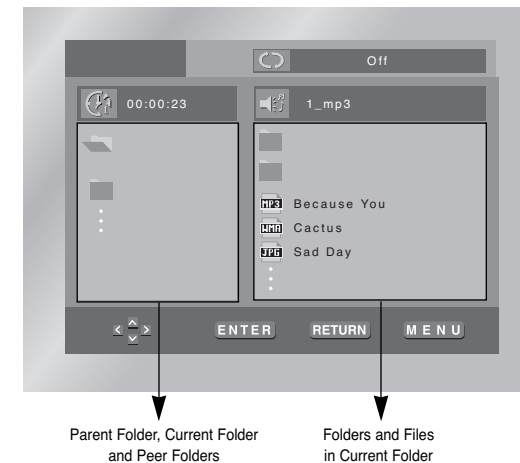 Off
00:00:23
1_mp3
MP3 Because You
WMA Cactus
JPG Sad Day
ENTER RETURN MENU
Parent Folder, Current Folder
and Peer Folders
Folders and Files
in Current Folder